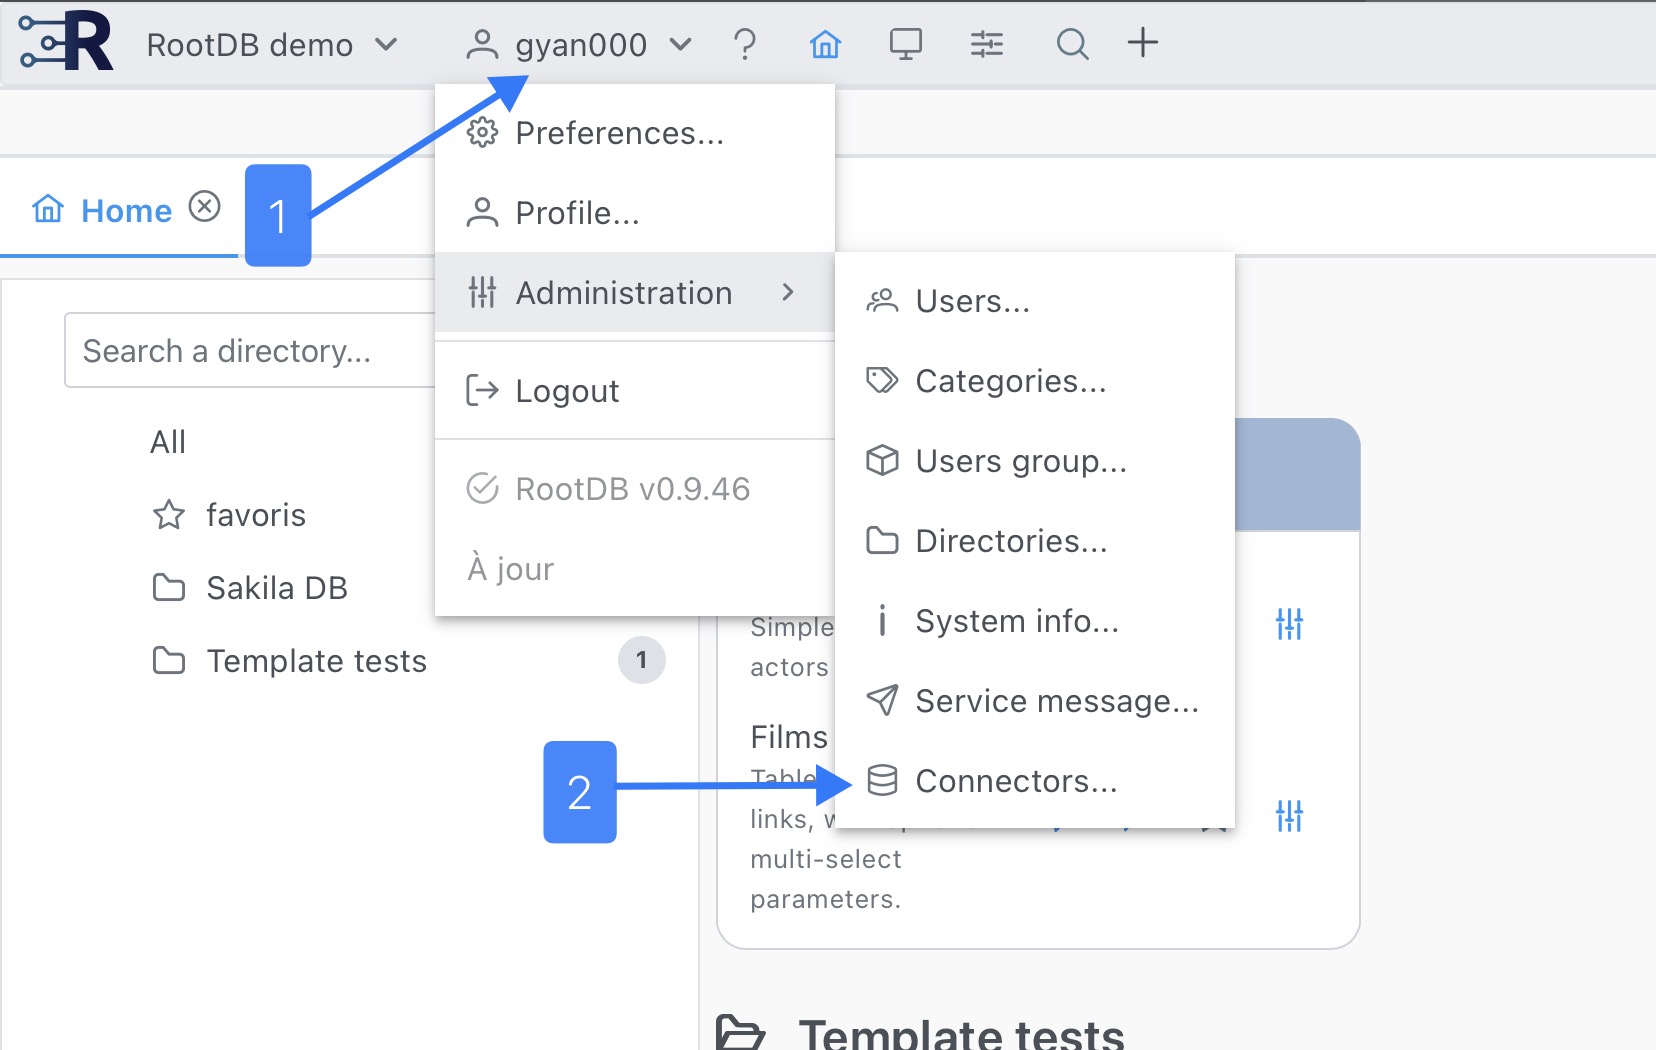 R
RootDB demo
gyan000
Preferences...
Profile...
Administration
Logout
RootDB v0.9.46
À jour
Users...
Categories...
Users group...
Directories...
System info...
Service message...
Connectors...
1
2
Home
Search a directory...
All
favoris
Sakila DB
Template tests
1
Simple
actors
Films
Table
links,
multi-select
parameters.
Template tests